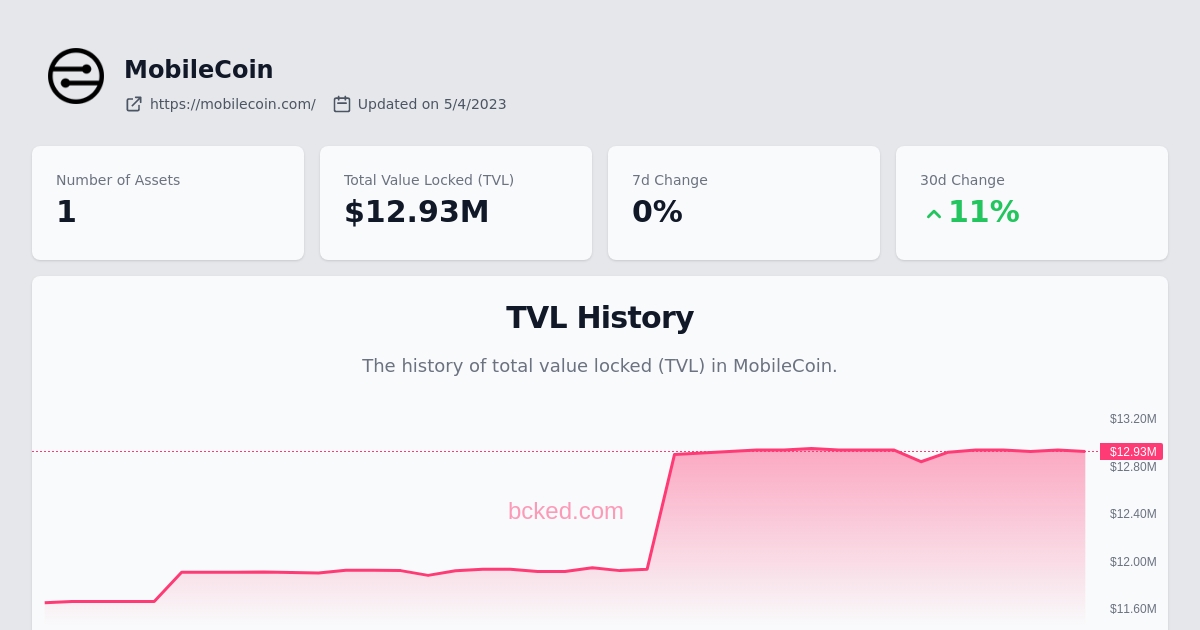 MobileCoin
https://mobilecoin.com/ Updated on 5/4/2023
Number of Assets
1
Total Value Locked (TVL)
$12.93M
7d Change
0%
30d Change
11%
TVL History
The history of total value locked (TVL) in MobileCoin.
$13.20M
$12.93M
$12.80M
bcked.com
$12.40M
$12.00M
$11.60M